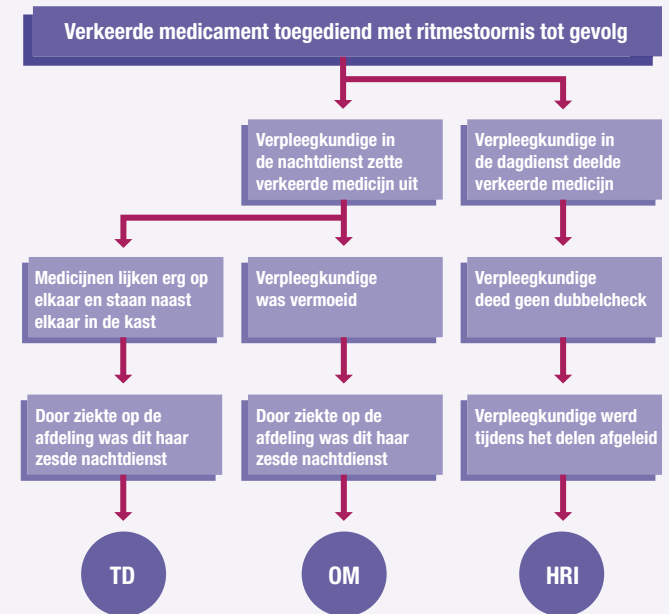 Verkeerde medicament toegediend met ritmestoornis tot gevolg
Verpleegkundige in
de nachtdienst zette
verkeerde medicijn uit
Verpleegkundige in
de dagdienst deelde
verkeerde medicijn
Medicijnen lijken erg op
elkaar en staan naast
elkaar in de kast
Verpleegkundige
was vermoeid
Verpleegkundige
deed geen dubbelcheck
Door ziekte op de
afdeling was dit haar
zesde nachtdienst
Door ziekte op de
afdeling was dit haar
zesde nachtdienst
Verpleegkundige werd
tijdens het delen afgeleid
TD
OM
HRI